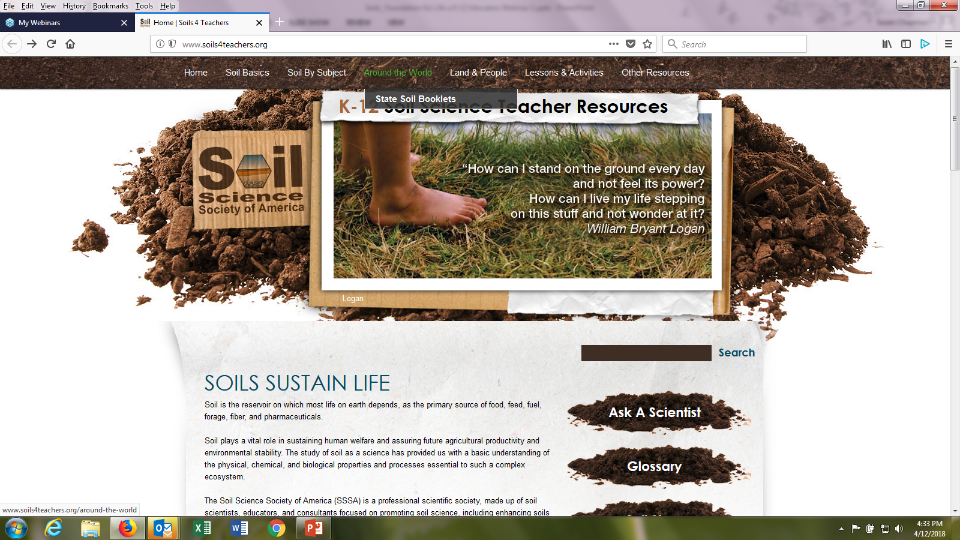 File Edit View History Bookmarks Tools Help
My Webinars
Home | Soils 4 Teachers
www.soils4teachers.org
Search
Home
Soil Basics
Soil By Subject
Around the World
Land & People
Lessons & Activities
Other Resources
State Soil Booklets
K-12 Soil Science Teacher Resources
Soil
Science
Society of America
“How can I stand on the ground every day
and not feel its power?
How can I live my life stepping
on this stuff and not wonder at it?
William Bryant Logan
Logan
Search
SOILS SUSTAIN LIFE
Soil is the reservoir on which most life on earth depends, as the primary source of food, feed, fuel,
forage, fiber, and pharmaceuticals.
Soil plays a vital role in sustaining human welfare and assuring future agricultural productivity and
environmental stability. The study of soil as a science has provided us with a basic understanding of
the physical, chemical, and biological properties and processes essential to such a complex
ecosystem.
The Soil Science Society of America (SSSA) is a professional scientific society, made up of soil
scientists, educators, and consultants focused on promoting soil science, including enhancing soils
Ask A Scientist
Glossary
www.soils4teachers.org/around-the-world
4:33 PM
4/12/2018